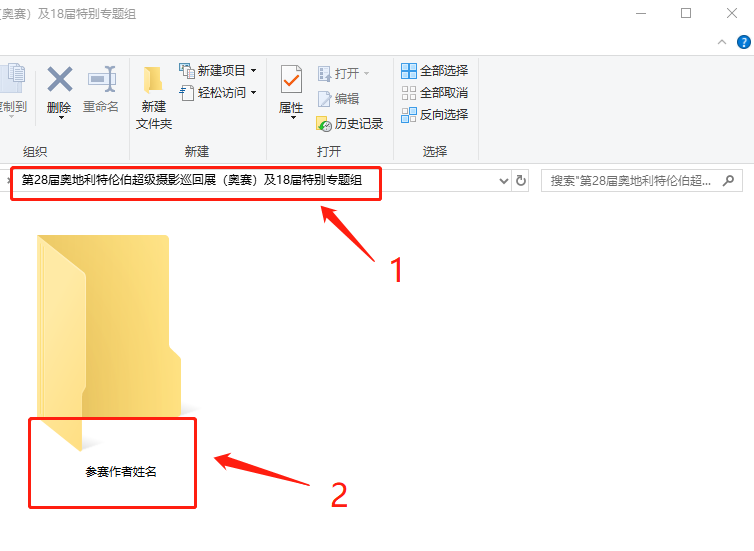 （奥赛）及18届特别专题组
?
制到
删除
重命名
新建
文件夹
新建项目
轻松访问
属性
打开
编辑
历史记录
全部选择
全部取消
反向选择
组织
新建
打开
选择
第28届奥地利特伦伯超级摄影巡回展（奥赛）及18届特别专题组
搜索"第28届奥地利特伦伯超...
1
参赛作者姓名
2